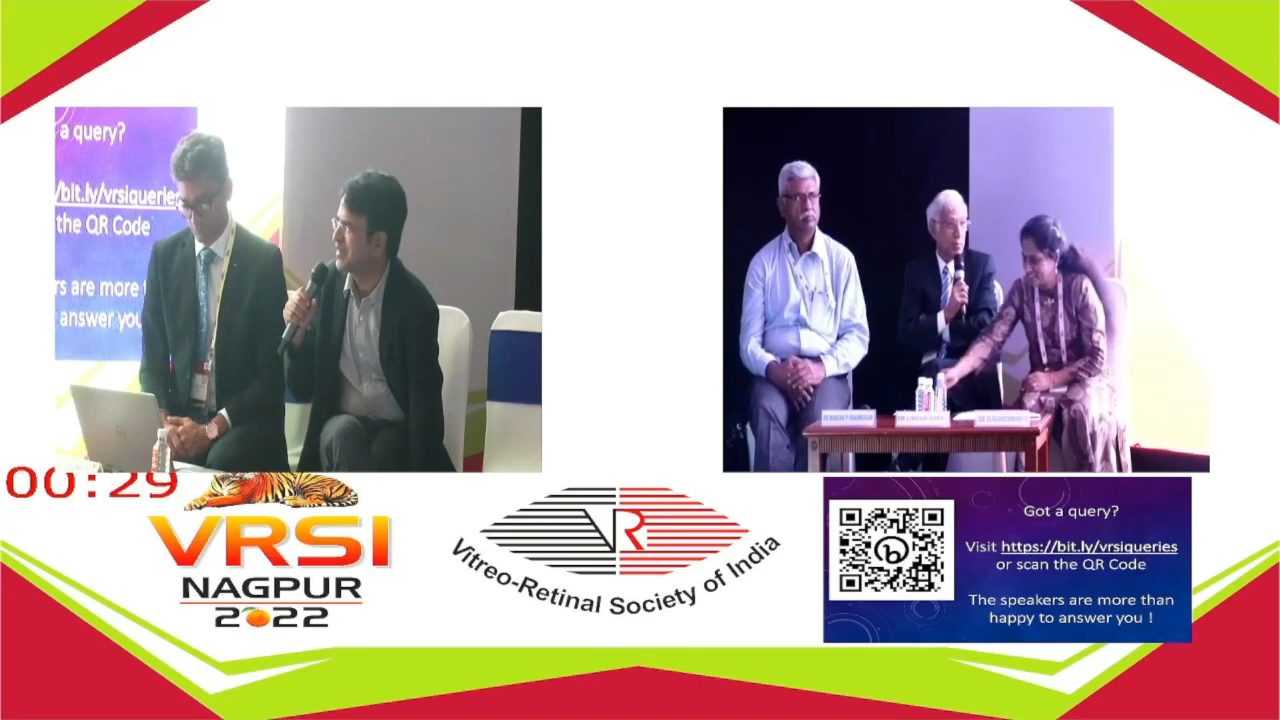 a query?
/bit.ly/vrsiqueries
the QR Code
rs are more
answer you
00:29
VRSI
NAGPUR
2022
VR
Vitreo-Retinal Society of India
Got a query?
Visit https://bit.ly/vrsiqueries
or scan the QR Code
The speakers are more than
happy to answer you !